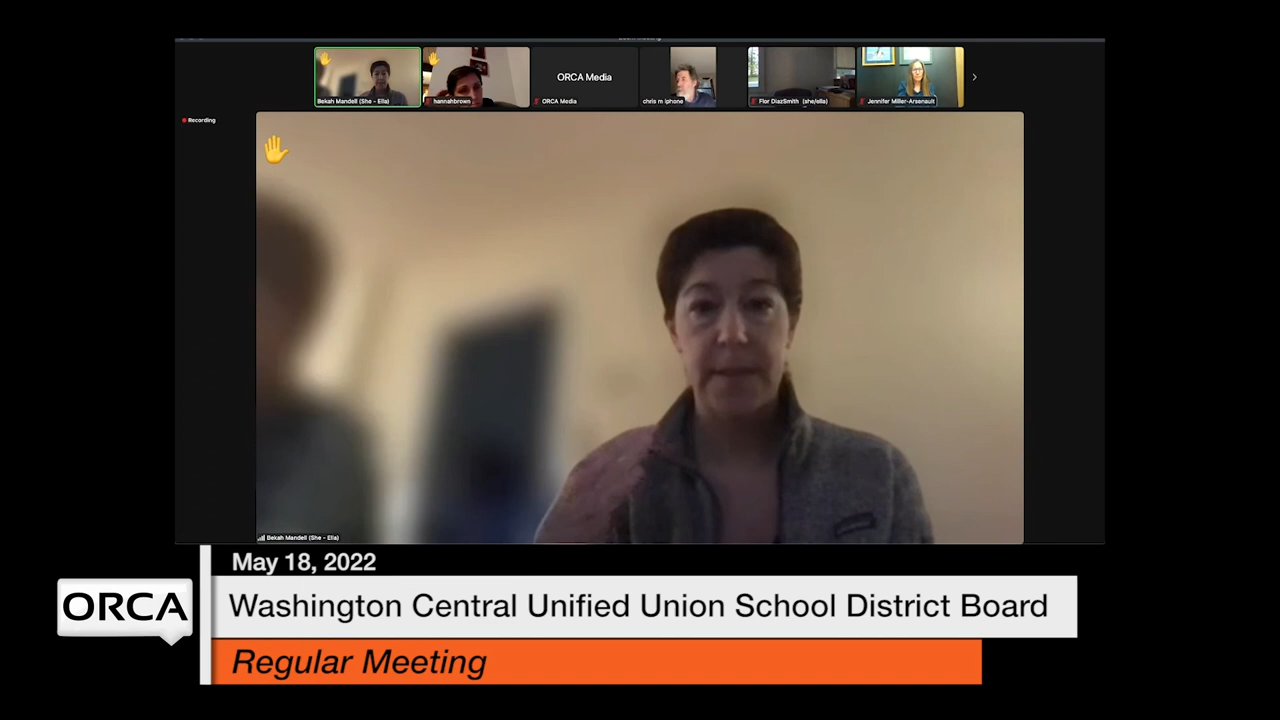 ORCA Media
Bekah Mandell (She - Ella)
hannahbrown
ORCA Media
chris m iphone
Flor DiazSmith (she/ella)
Jennifer Miller-Arsenault
Recording
Bekah Mandell (She - Ella)
May 18, 2022
ORCA
Washington Central Unified Union School District Board
Regular Meeting